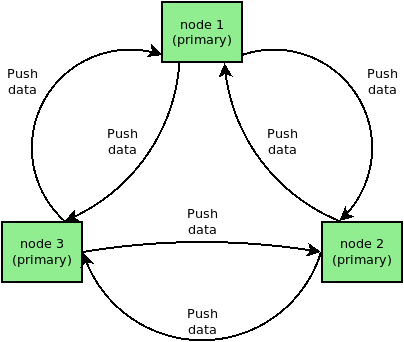 node 1
(primary)
Push
data
Push
data
Push
data
Push
data
Push
data
node 3
(primary)
node 2
(primary)
Push
data